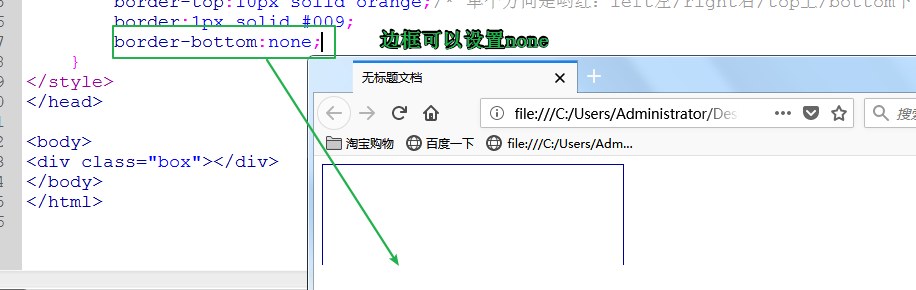 border-top:10px solid orange;/* 单个方向是时红: left左/right右/top上/bottom下
border:1px solid #009;
border-bottom:none;
边框可以设置none
}
</style>
</head>
<body>
<div class="box"></div>
</body>
</html>
无标题文档
file:///C:/Users/Administrator/Des
搜索
淘宝购物 百度一下 file:///C:/Users/Adm...